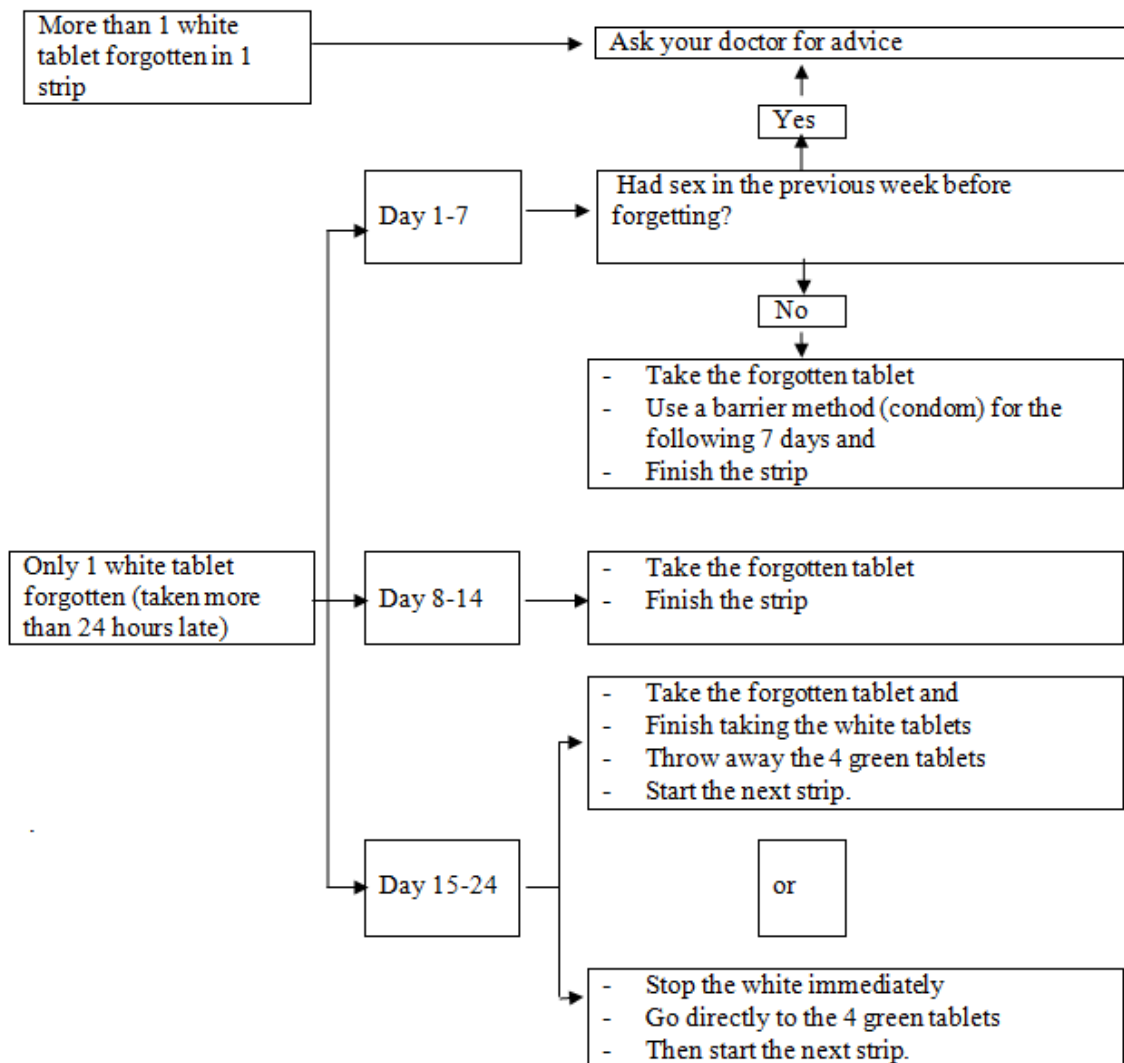 More than 1 white
tablet forgotten in 1
strip
Ask your doctor for advice
Yes
Day 1-7
Had sex in the previous week before
forgetting?
No
- Take the forgotten tablet
- Use a barrier method (condom) for the
following 7 days and
- Finish the strip
Only 1 white tablet
forgotten (taken more
than 24 hours late)
Day 8-14
- Take the forgotten tablet
- Finish the strip
- Take the forgotten tablet and
- Finish taking the white tablets
- Throw away the 4 green tablets
- Start the next strip.
.
Day 15-24
or
- Stop the white immediately
- Go directly to the 4 green tablets
- Then start the next strip.